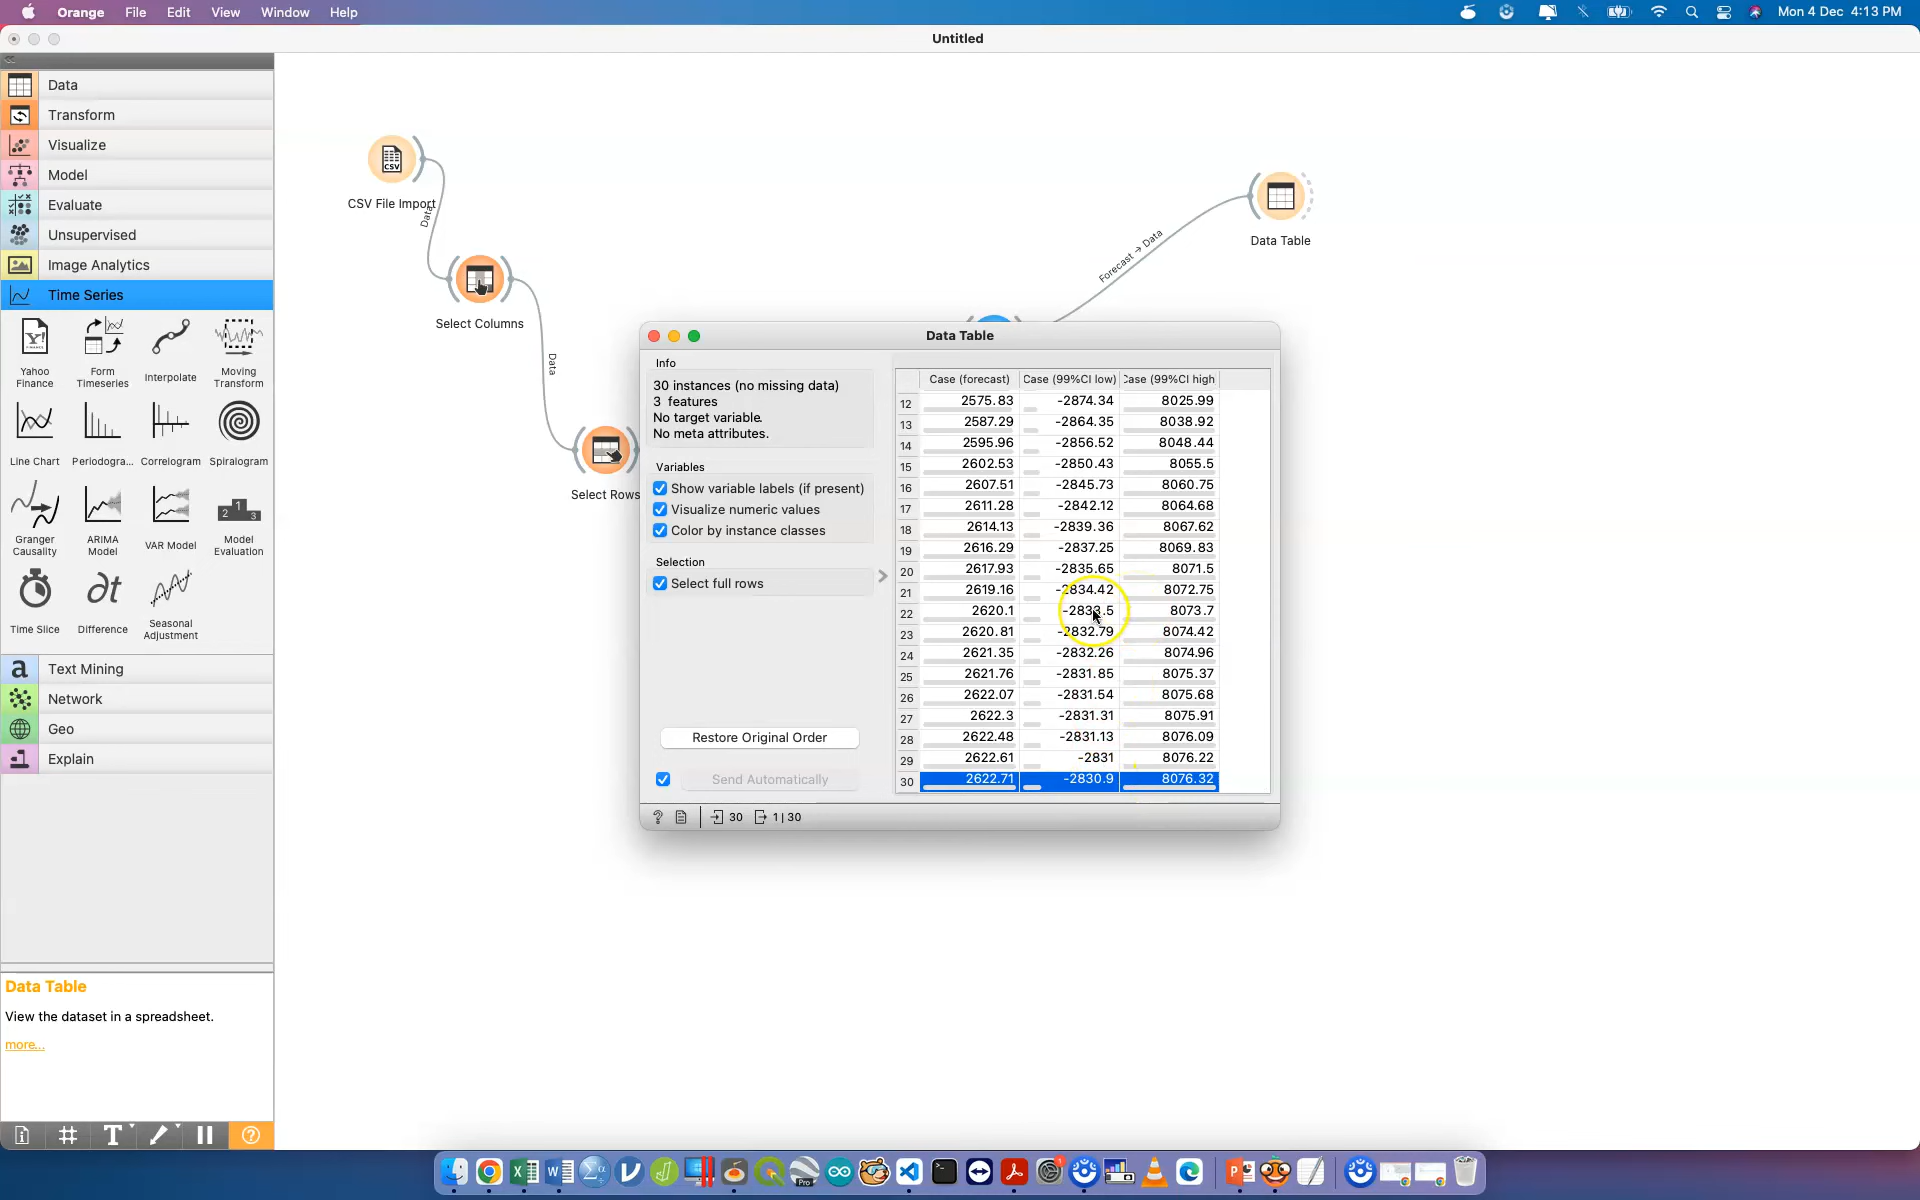 Orange File Edit View Window Help
Mon 4 Dec 4:13 PM
Untitled
Data
Transform
Visualize
Model
Evaluate
Unsupervised
Image Analytics
Time Series
Yahoo Finance
Form Timeseries
Interpolate
Moving Transform
Line Chart
Periodogra...
Correlogram
Spiralogram
Granger Causality
ARIMA Model
VAR Model
Model Evaluation
Time Slice
Difference
Seasonal Adjustment
Text Mining
Network
Geo
Explain
Data Table
View the dataset in a spreadsheet.
more...
CSV File Import
Data
Select Columns
Data
Select Rows
Forecast → Data
Data Table
Data Table
Info
30 instances (no missing data)
3 features
No target variable.
No meta attributes.
Variables
Show variable labels (if present)
Visualize numeric values
Color by instance classes
Selection
Select full rows
Restore Original Order
Send Automatically
? 30 1|30
Case (forecast) Case (99%CI low) Case (99%CI high
12 2575.83 -2874.34 8025.99
13 2587.29 -2864.35 8038.92
14 2595.96 -2856.52 8048.44
15 2602.53 -2850.43 8055.5
16 2607.51 -2845.73 8060.75
17 2611.28 -2842.12 8064.68
18 2614.13 -2839.36 8067.62
19 2616.29 -2837.25 8069.83
20 2617.93 -2835.65 8071.5
21 2619.16 -2834.42 8072.75
22 2620.1 -2833.5 8073.7
23 2620.81 -2832.79 8074.42
24 2621.35 -2832.26 8074.96
25 2621.76 -2831.85 8075.37
26 2622.07 -2831.54 8075.68
27 2622.3 -2831.31 8075.91
28 2622.48 -2831.13 8076.09
29 2622.61 -2831 8076.22
30 2622.71 -2830.9 8076.32